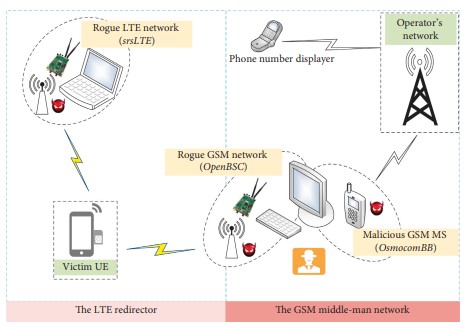 Rogue LTE network
(srsLTE)
Operator's
network
Phone number displayer
Rogue GSM network
(OpenBSC)
Malicious GSM MS
(OsmocomBB)
Victim UE
The LTE redirector
The GSM middle-man network